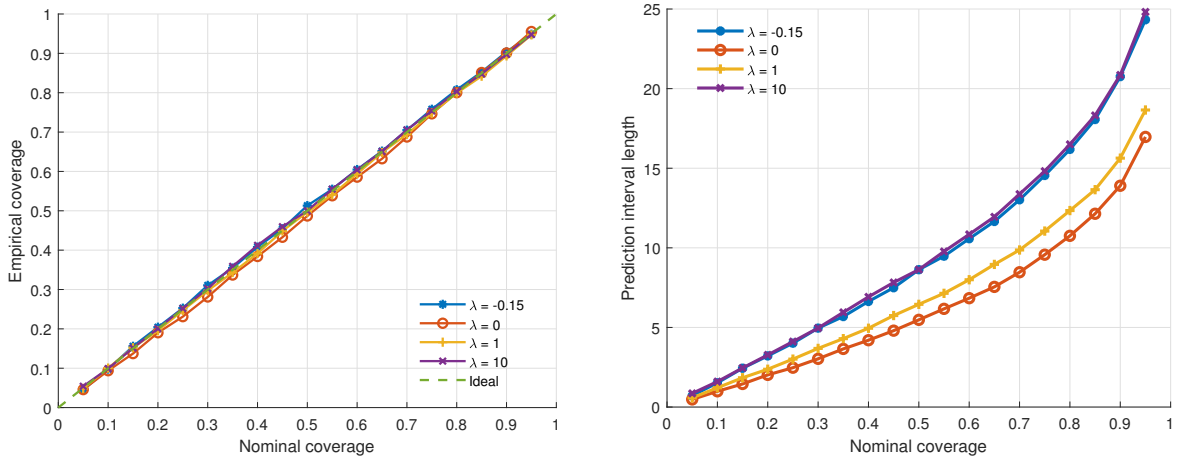 1
0.9
0.8
0.7
0.6
0.5
0.4
0.3
0.2
0.1
0
Empirical coverage
λ = -0.15
λ = 0
λ = 1
λ = 10
Ideal
0 0.1 0.2 0.3 0.4 0.5 0.6 0.7 0.8 0.9 1
Nominal coverage
25
20
15
10
5
0
Prediction interval length
λ = -0.15
λ = 0
λ = 1
λ = 10
0 0.1 0.2 0.3 0.4 0.5 0.6 0.7 0.8 0.9 1
Nominal coverage